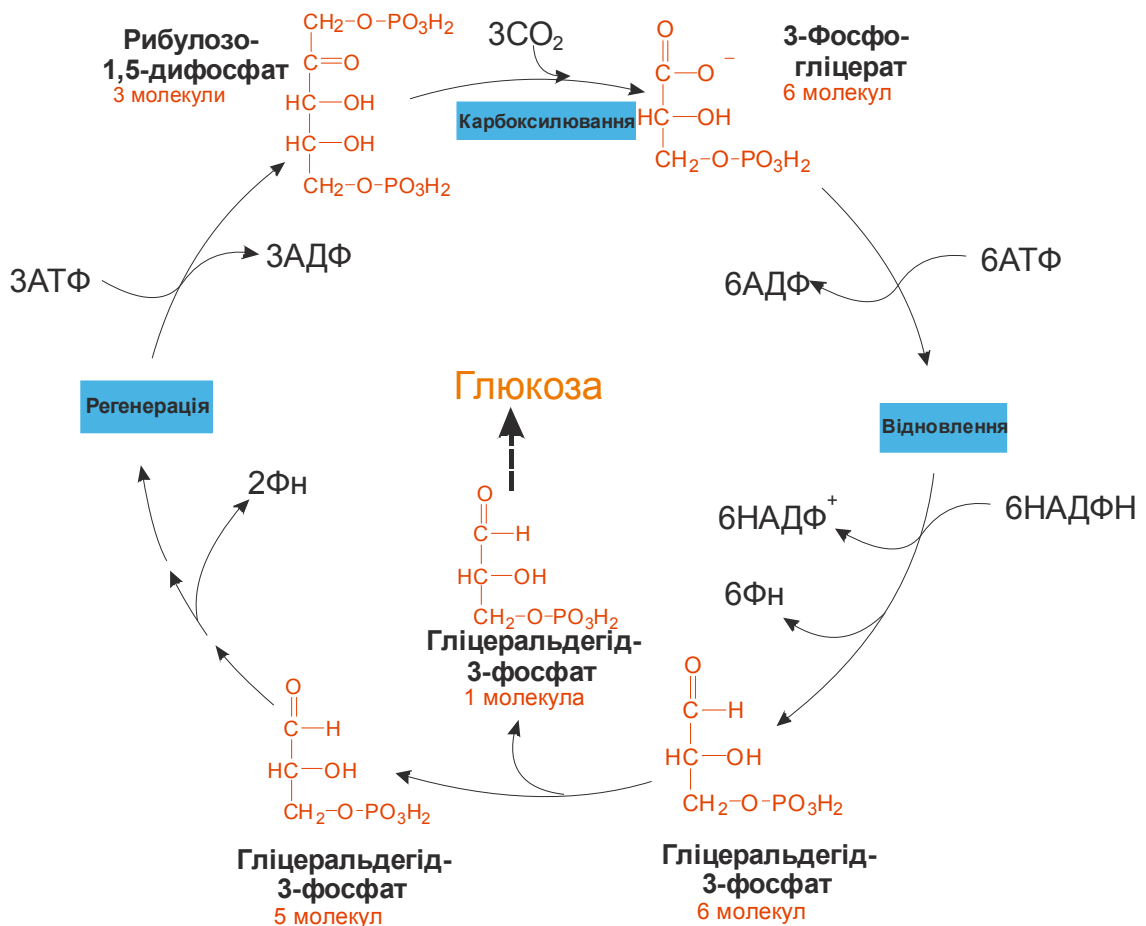 Рибулозо-
1,5-дифосфат
3 молекули
CH₂–O–PO₃H₂
C=O
HC—OH
HC—OH
CH₂–O–PO₃H₂
3CO₂
Карбоксилювання
O
C—O⁻
HC—OH
CH₂–O–PO₃H₂
3-Фосфо-
гліцерат
6 молекул
3АТФ
3АДФ
6АДФ
6АТФ
Регенерація
Глюкоза
Відновлення
2Фн
6НАДФ⁺
6НАДФН
6Фн
O
C—H
HC—OH
CH₂–O–PO₃H₂
Гліцеральдегід-
3-фосфат
1 молекула
O
C—H
HC—OH
CH₂–O–PO₃H₂
Гліцеральдегід-
3-фосфат
5 молекул
O
C—H
HC—OH
CH₂–O–PO₃H₂
Гліцеральдегід-
3-фосфат
6 молекул